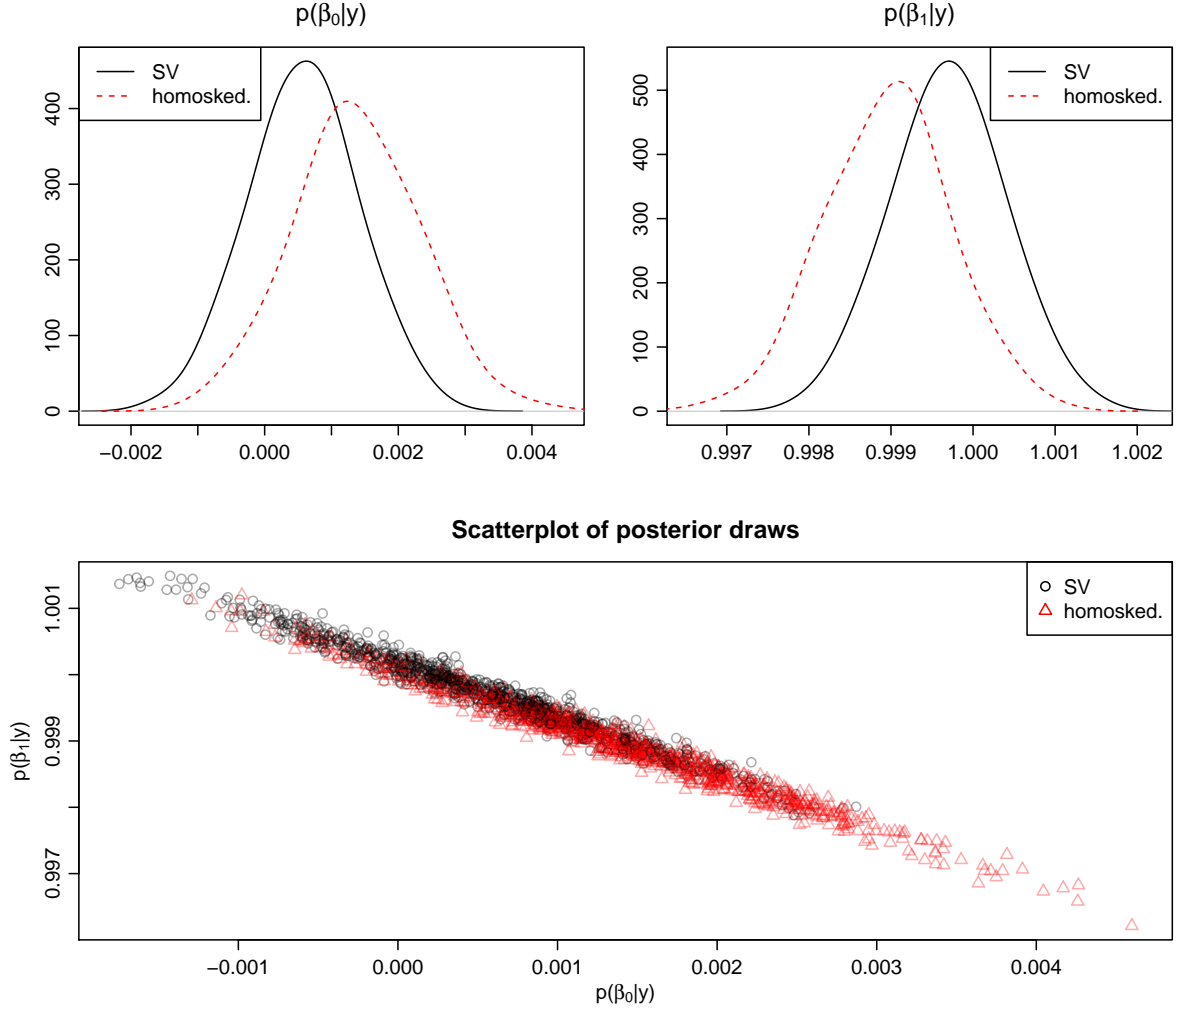 p(β₀|y)
SV
homosked.
0
100
200
300
400
−0.002
0.000
0.002
0.004
p(β₁|y)
SV
homosked.
0
100
200
300
400
500
0.997
0.998
0.999
1.000
1.001
1.002
Scatterplot of posterior draws
SV
homosked.
p(β₁|y)
0.997
0.999
1.001
−0.001
0.000
0.001
0.002
0.003
0.004
p(β₀|y)